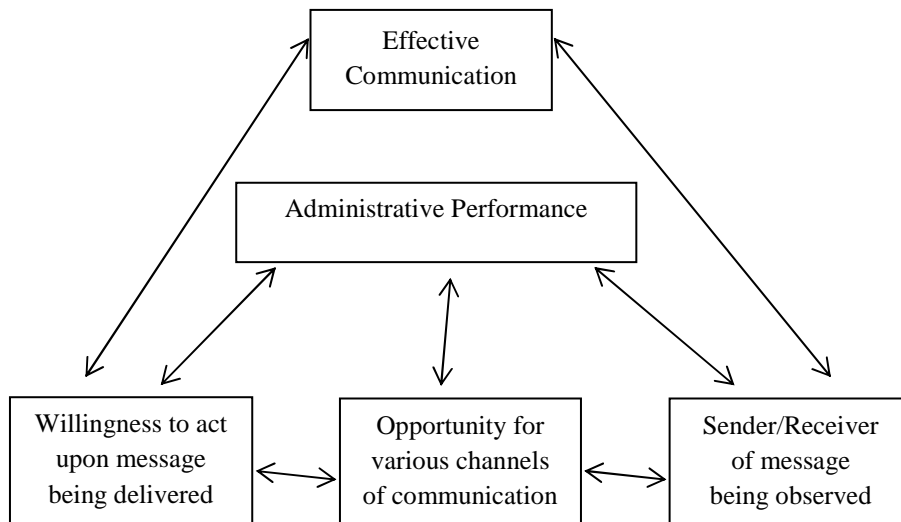 Effective
Communication
Administrative Performance
Willingness to act
upon message
being delivered
Opportunity for
various channels
of communication
Sender/Receiver
of message
being observed